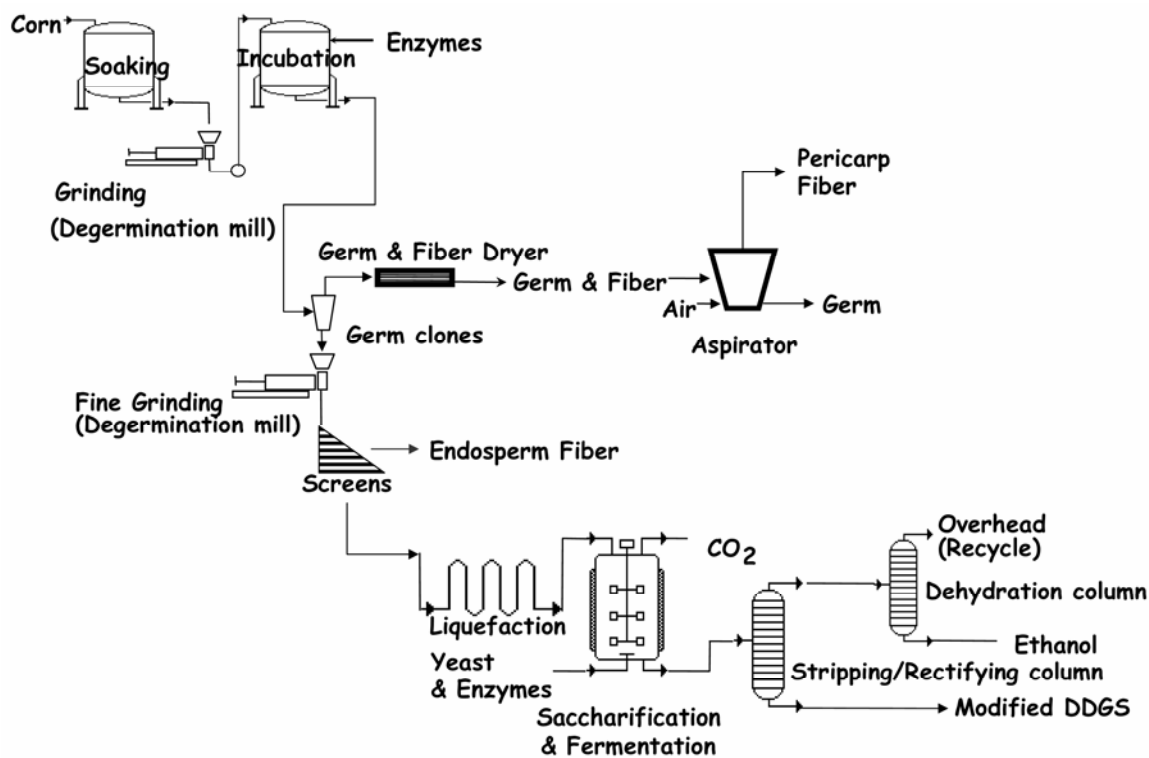 Corn
Soaking
Incubation
Enzymes
Grinding
(Degermination mill)
Pericarp
Fiber
Germ & Fiber Dryer
Germ & Fiber
Air
Germ
Aspirator
Germ clones
Fine Grinding
(Degermination mill)
Endosperm Fiber
Screens
Overhead
(Recycle)
CO2
Dehydration column
Liquefaction
Ethanol
Yeast
& Enzymes
Stripping/Rectifying column
Modified DDGS
Saccharification
& Fermentation